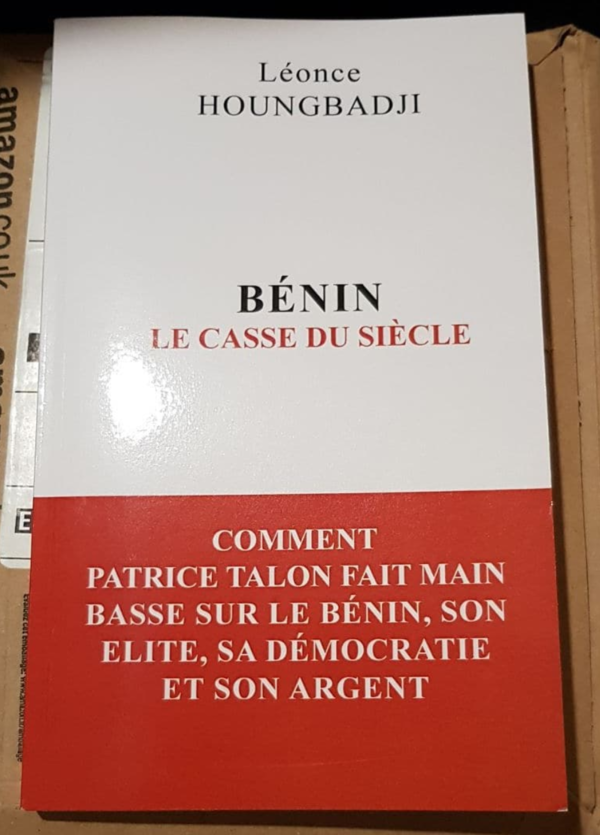 Léonce
HOUNGBADJI
BÉNIN
LE CASSE DU SIÈCLE
COMMENT
PATRICE TALON FAIT MAIN
BASSE SUR LE BÉNIN, SON
ELITE, SA DÉMOCRATIE
ET SON ARGENT
amazon.co.uk
E